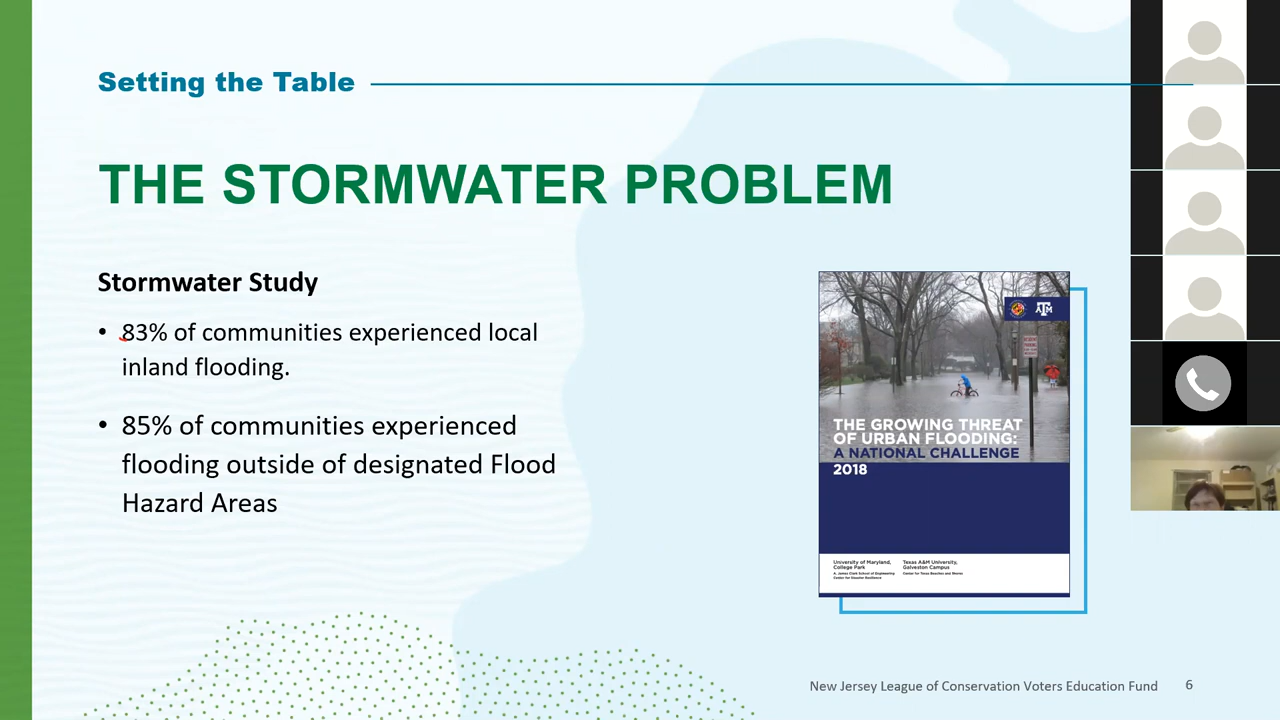 Setting the Table
THE STORMWATER PROBLEM
Stormwater Study
• 83% of communities experienced local
inland flooding.
• 85% of communities experienced
flooding outside of designated Flood
Hazard Areas
ATM
THE GROWING THREAT
OF URBAN FLOODING:
A NATIONAL CHALLENGE
2018
University of Maryland,
College Park
A. James Clark School of Engineering
Center for Disaster Resilience
Texas A&M University,
Galveston Campus
Center for Texas Beaches and Shores
New Jersey League of Conservation Voters Education Fund 6